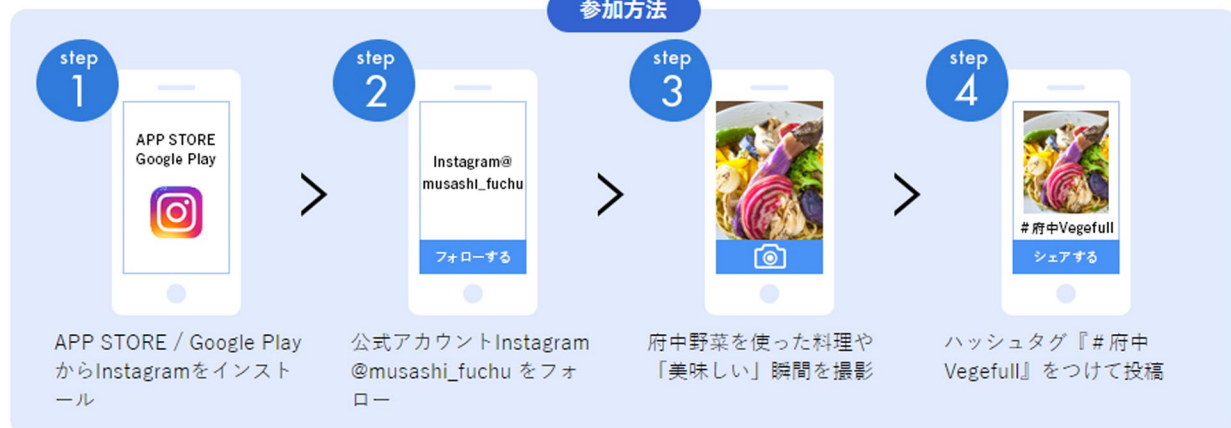 参加方法
step
1
APP STORE
Google Play
APP STORE / Google Play
からInstagramをインスト
ール
step
2
Instagram@
musashi_fuchu
フォローする
公式アカウントInstagram
@musashi_fuchu をフォ
ロー
step
3
府中野菜を使った料理や
「美味しい」瞬間を撮影
step
4
#府中Vegefull
シェアする
ハッシュタグ『#府中
Vegefull』をつけて投稿